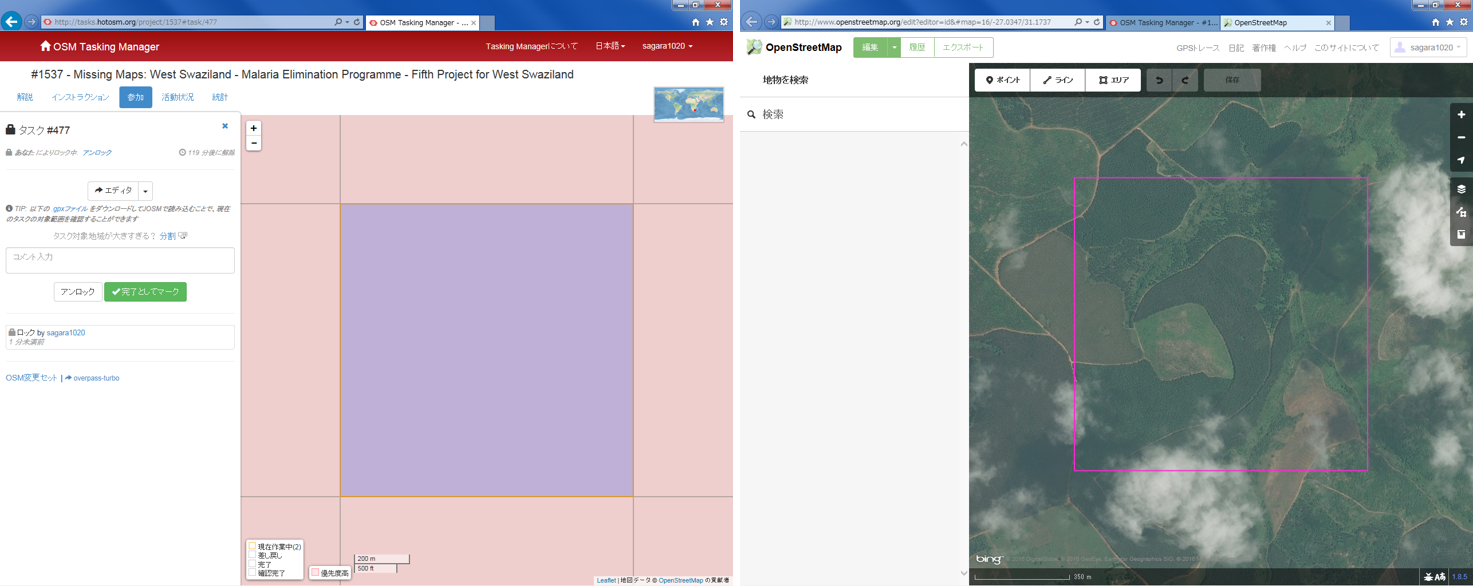 http://tasks.hotosm.org/project/1537#task/477
OSM Tasking Manager - ...
OSM Tasking Manager
Tasking Managerについて
日本語
sagara1020
#1537 - Missing Maps: West Swaziland - Malaria Elimination Programme - Fifth Project for West Swaziland
解説
インストラクション
参加
活動状況
統計
タスク #477
あなた によりロック中 アンロック
119 分後に解除
エディタ
TIP: 以下の .gpxファイル をダウンロードしてJOSMで読み込むことで、現在
のタスクの対象範囲を確認することができます
タスク対象地域が大きすぎる? 分割
コメント入力
アンロック
完了としてマーク
ロック by sagara1020
1 分未満前
OSM変更セット | overpass-turbo
+
−
現在作業中(2)
差し戻し
完了
確認完了
優先度高
200 m
500 ft
Leaflet | 地図データ © OpenStreetMap の貢献者
http://www.openstreetmap.org/edit?editor=id&#map=16/-27.0347/31.1737
OSM Tasking Manager - #1...
OpenStreetMap
OpenStreetMap
編集
履歴
エクスポート
GPSトレース
日記
著作権
ヘルプ
このサイトについて
sagara1020
地物を検索
検索
ポイント
ライン
エリア
保存
bing
350 m
1.8.5